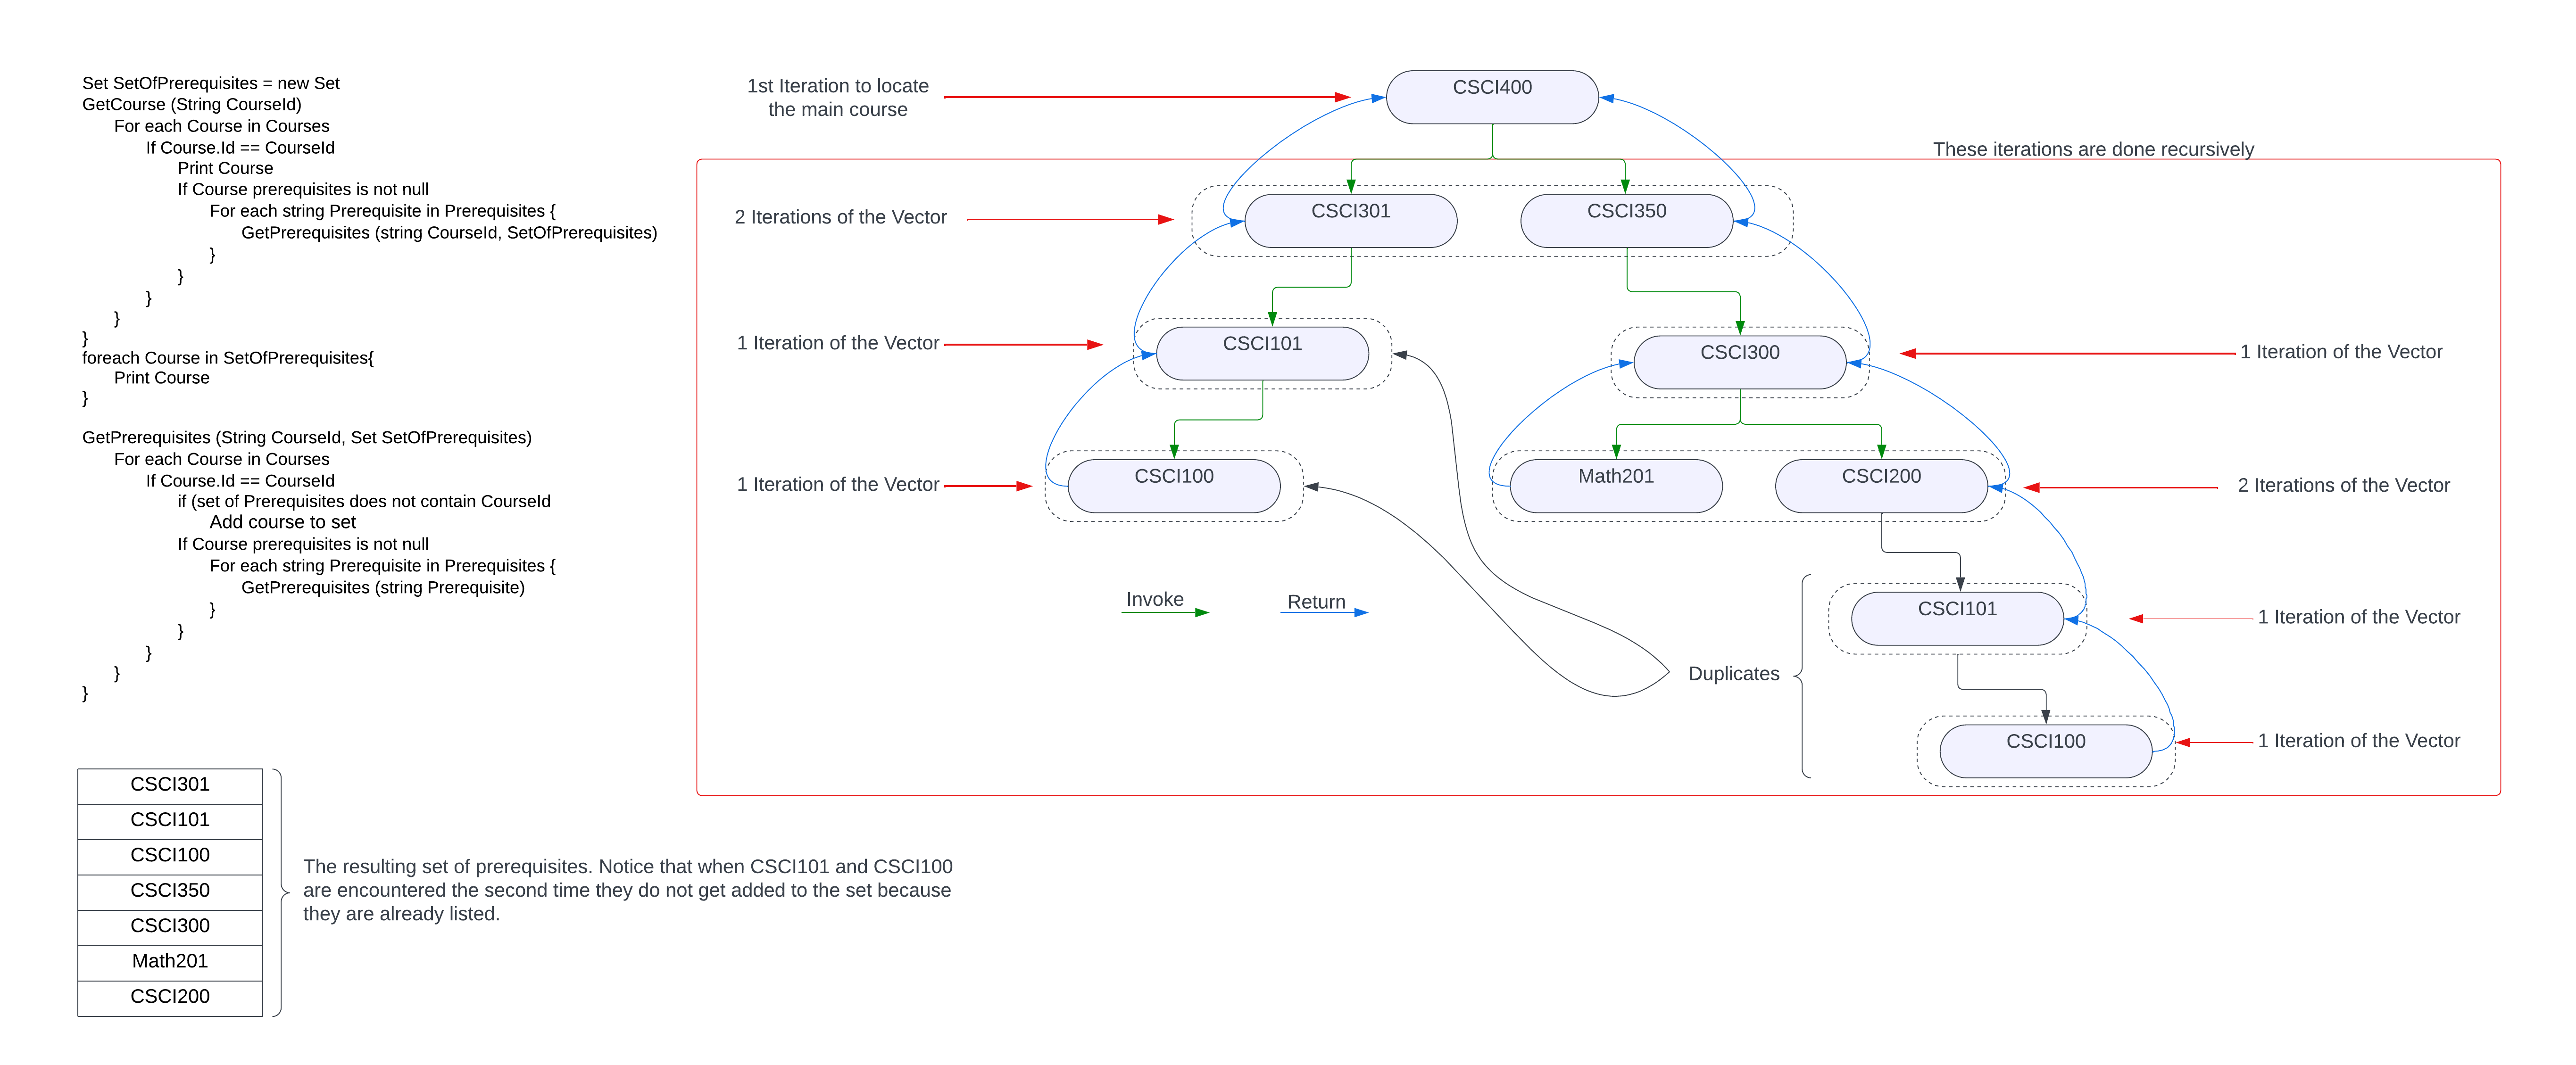 Set SetOfPrerequisites = new Set
GetCourse (String CourseId)
For each Course in Courses
If Course.Id == CourseId
Print Course
If Course prerequisites is not null
For each string Prerequisite in Prerequisites {
GetPrerequisites (string CourseId, SetOfPrerequisites)
}
}
}
}
}
foreach Course in SetOfPrerequisites{
Print Course
}
GetPrerequisites (String CourseId, Set SetOfPrerequisites)
For each Course in Courses
If Course.Id == CourseId
if (set of Prerequisites does not contain CourseId
Add course to set
If Course prerequisites is not null
For each string Prerequisite in Prerequisites {
GetPrerequisites (string Prerequisite)
}
}
}
}
}
1st Iteration to locate
the main course
CSCI400
These iterations are done recursively
2 Iterations of the Vector
CSCI301
CSCI350
1 Iteration of the Vector
CSCI101
CSCI300
1 Iteration of the Vector
1 Iteration of the Vector
CSCI100
Math201
CSCI200
2 Iterations of the Vector
Invoke
Return
CSCI101
1 Iteration of the Vector
Duplicates
CSCI100
1 Iteration of the Vector
CSCI301
CSCI101
CSCI100
CSCI350
CSCI300
Math201
CSCI200
The resulting set of prerequisites. Notice that when CSCI101 and CSCI100
are encountered the second time they do not get added to the set because
they are already listed.